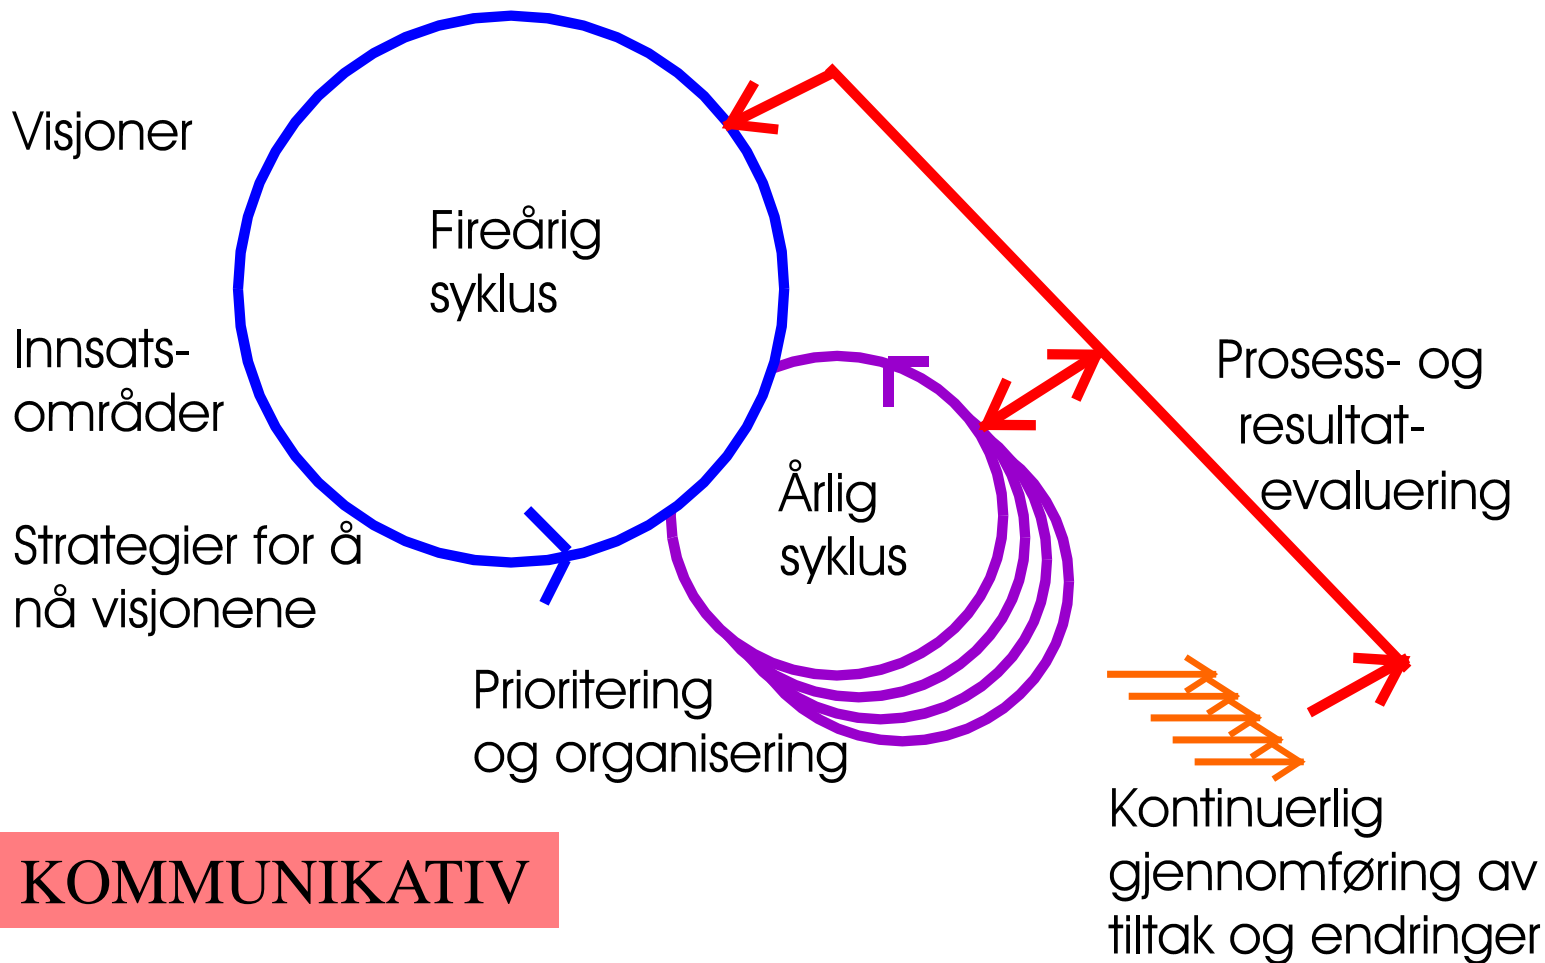 Visjoner
Fireårig
syklus
Innsats-
områder
Strategier for å
nå visjonene
Årlig
syklus
Prosess- og
resultat-
evaluering
Prioritering
og organisering
Kontinuerlig
gjennomføring av
tiltak og endringer
KOMMUNIKATIV